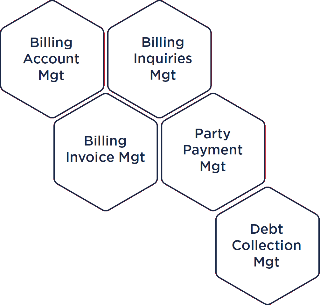 Billing
Account
Mgt
Billing
Inquiries
Mgt
Billing
Invoice Mgt
Party
Payment
Mgt
Debt
Collection
Mgt